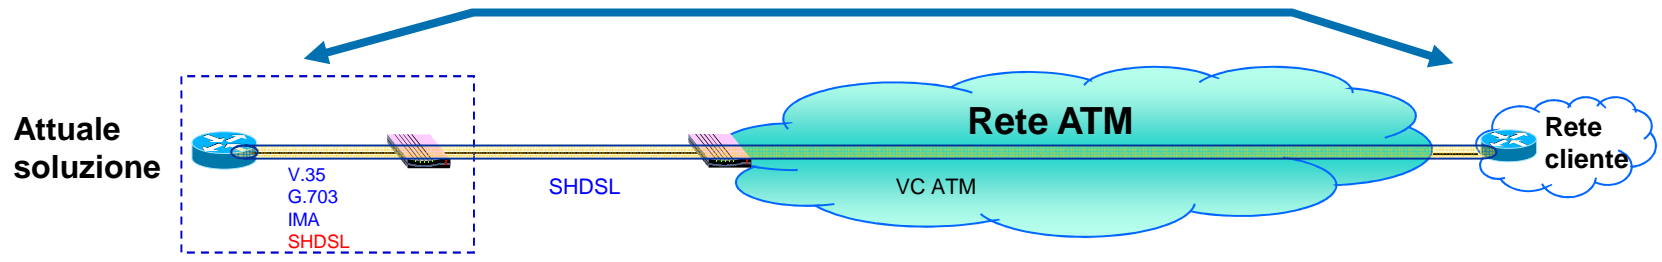 Attuale
soluzione
V.35
G.703
IMA
SHDSL
SHDSL
Rete ATM
VC ATM
Rete
cliente